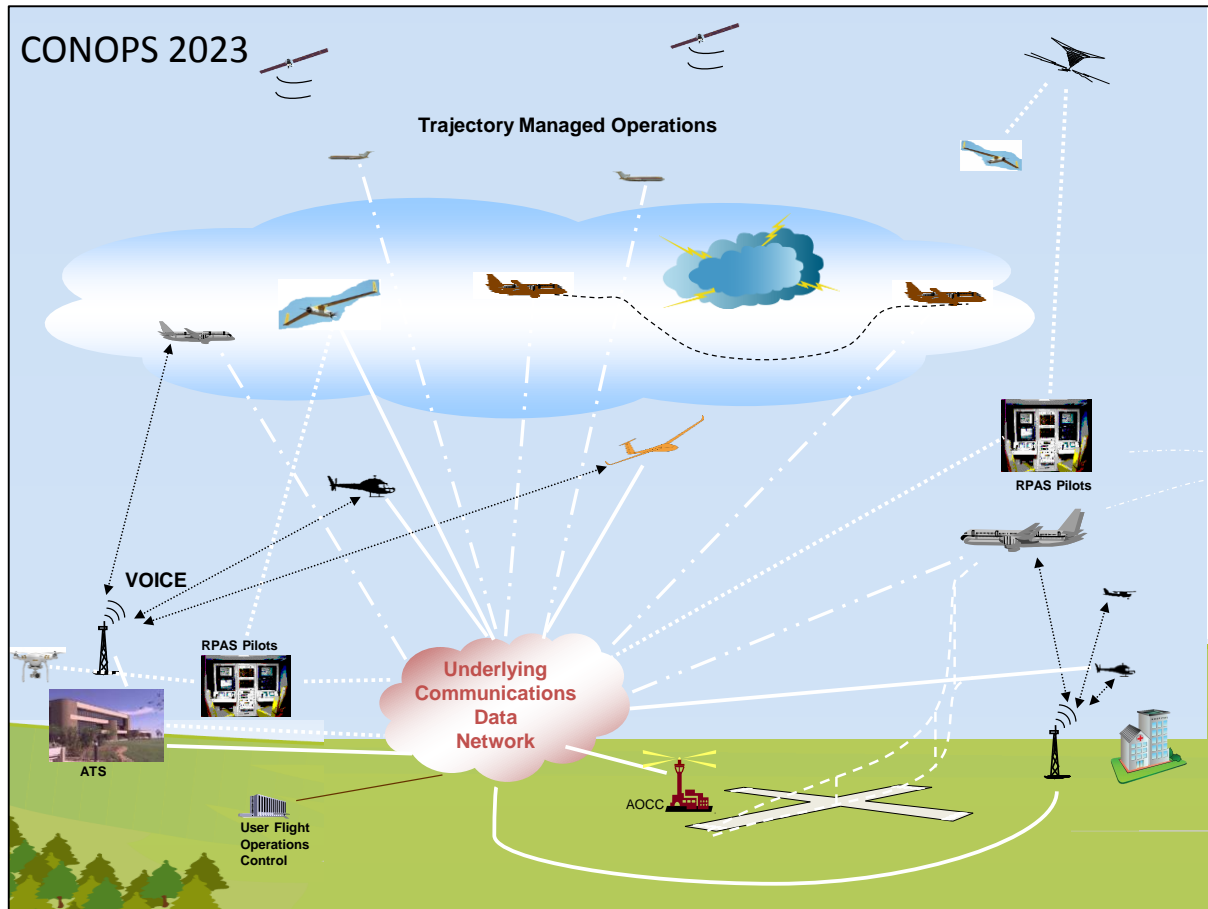 CONOPS 2023
Trajectory Managed Operations
RPAS Pilots
VOICE
RPAS Pilots
Underlying
Communications
Data
Network
ATS
AOCC
User Flight
Operations
Control